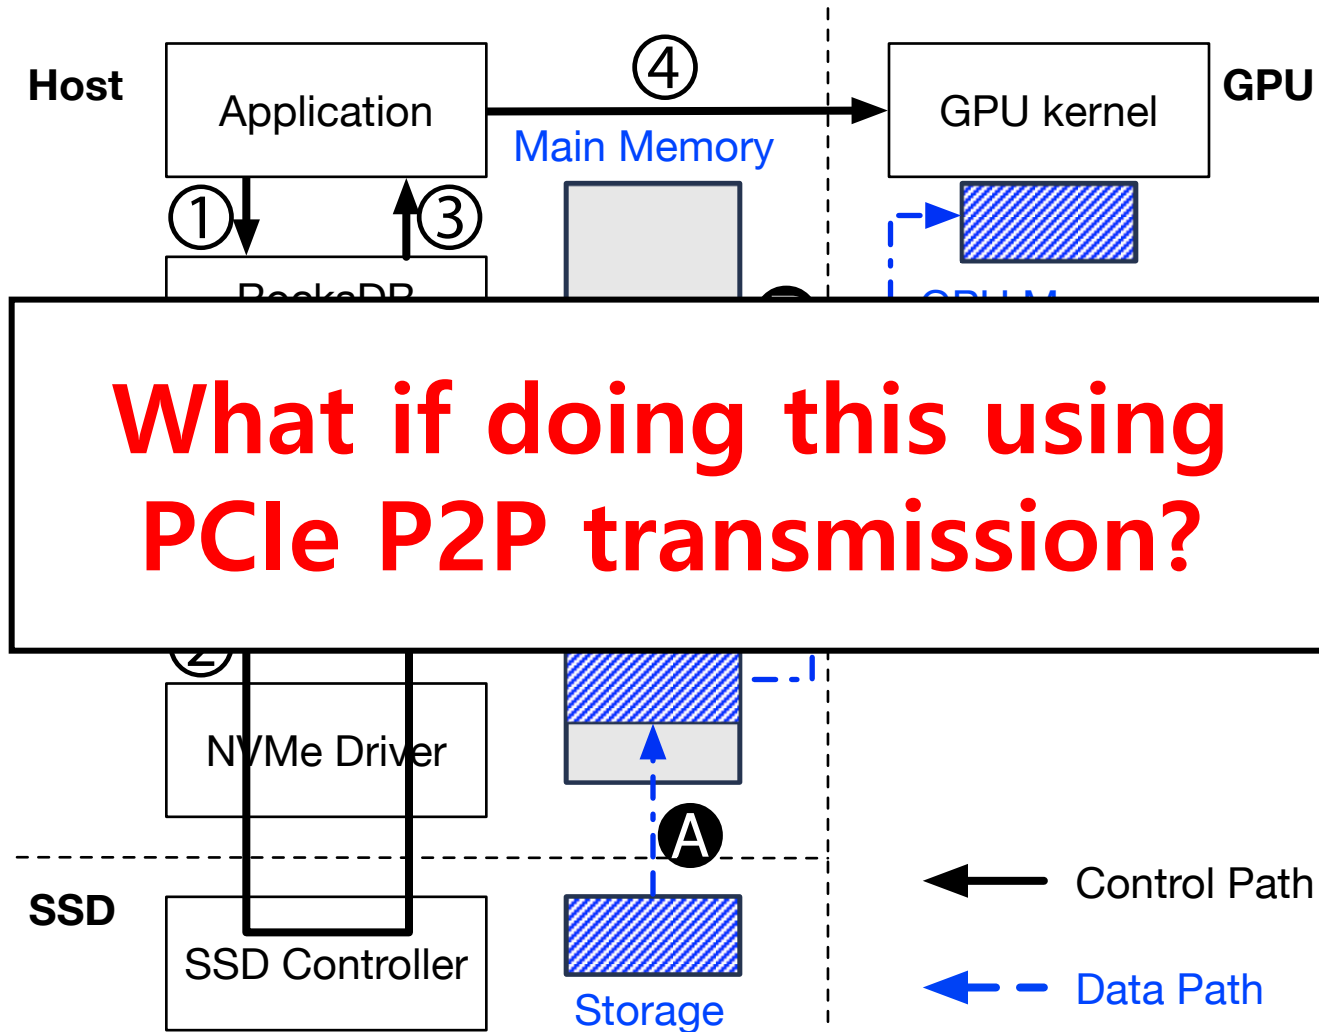 Host
Application
④
GPU kernel
GPU
Main Memory
①
③
What if doing this using
PCIe P2P transmission?
NVMe Driver
A
SSD
SSD Controller
Storage
Control Path
Data Path